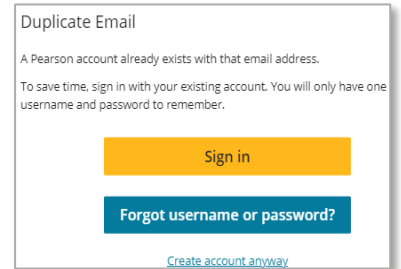 Duplicate Email
A Pearson account already exists with that email address.
To save time, sign in with your existing account. You will only have one
username and password to remember.
Sign in
Forgot username or password?
Create account anyway